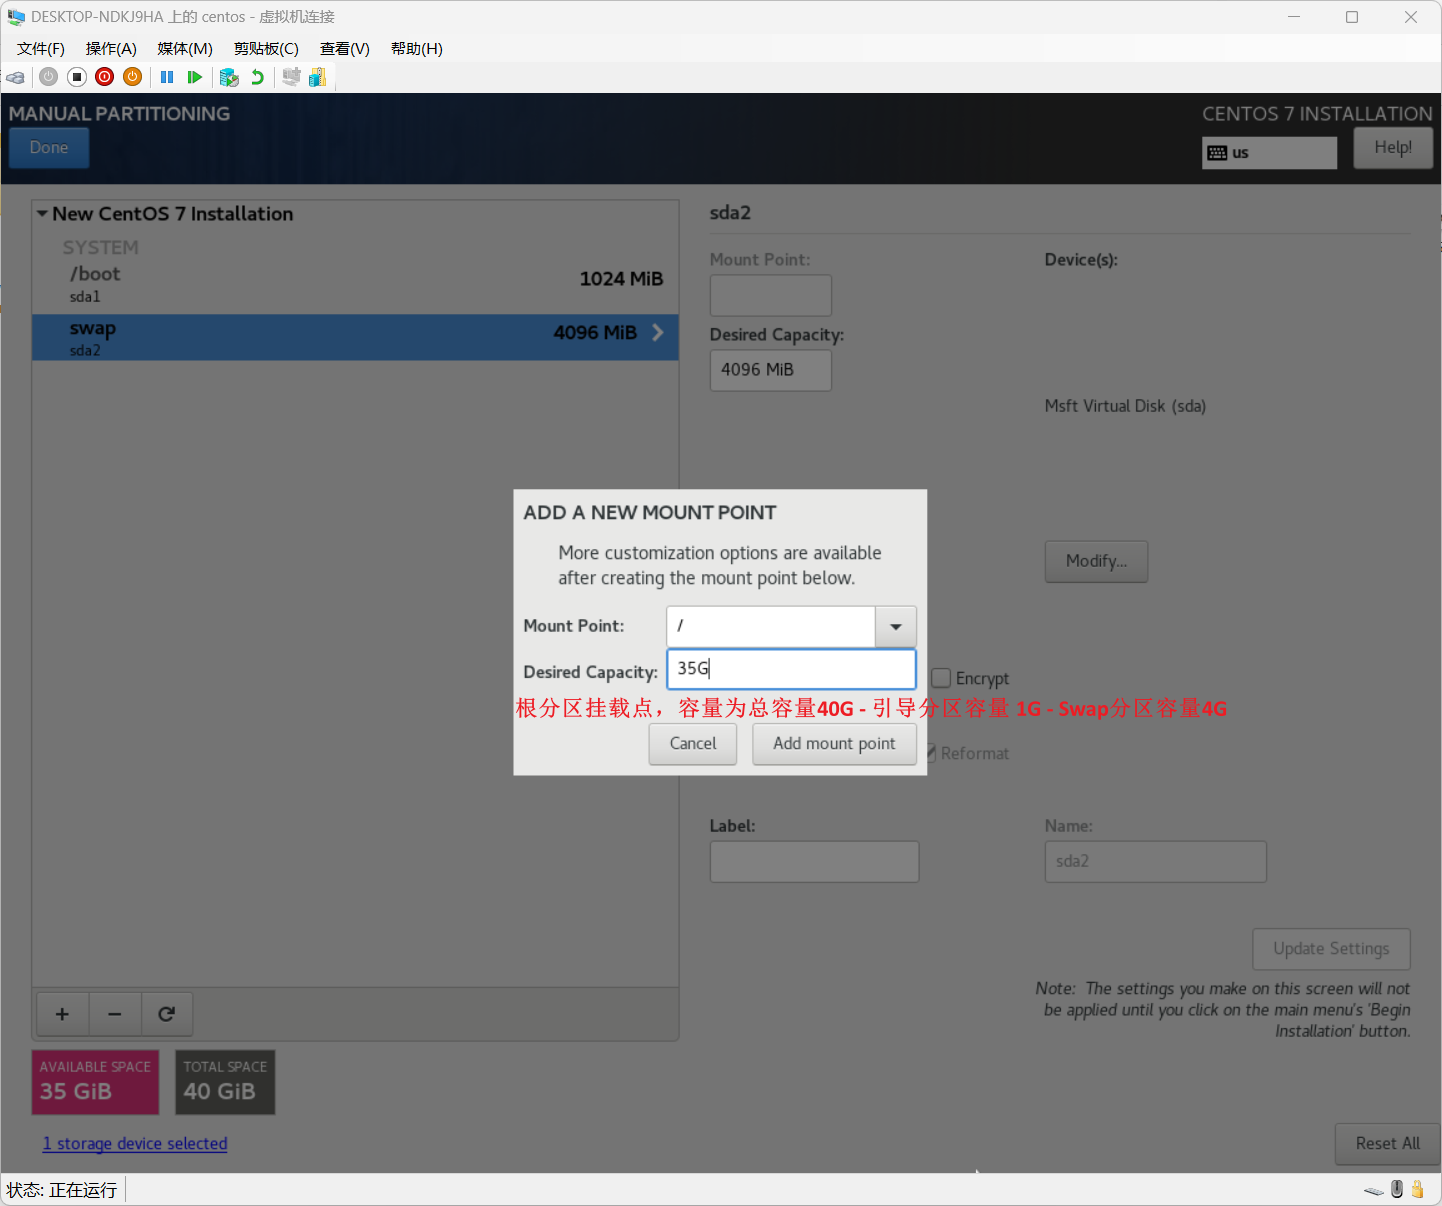 DESKTOP-NDKJ9HA 上的 centos - 虚拟机连接
文件(F) 操作(A) 媒体(M) 剪贴板(C) 查看(V) 帮助(H)
MANUAL PARTITIONING
CENTOS 7 INSTALLATION
Done
us
Help!
New CentOS 7 Installation
SYSTEM
/boot
1024 MiB
sda1
swap
4096 MiB
sda2
sda2
Mount Point:
Device(s):
Desired Capacity:
4096 MiB
Msft Virtual Disk (sda)
Modify...
ADD A NEW MOUNT POINT
More customization options are available
after creating the mount point below.
Mount Point:
/
Desired Capacity:
35G
Encrypt
根分区挂载点，容量为总容量40G - 引导分区容量 1G - Swap分区容量4G
Cancel
Add mount point
Reformat
Label:
Name:
sda2
Update Settings
Note: The settings you make on this screen will not
be applied until you click on the main menu's 'Begin
Installation' button.
AVAILABLE SPACE
35 GiB
TOTAL SPACE
40 GiB
1 storage device selected
Reset All
状态: 正在运行